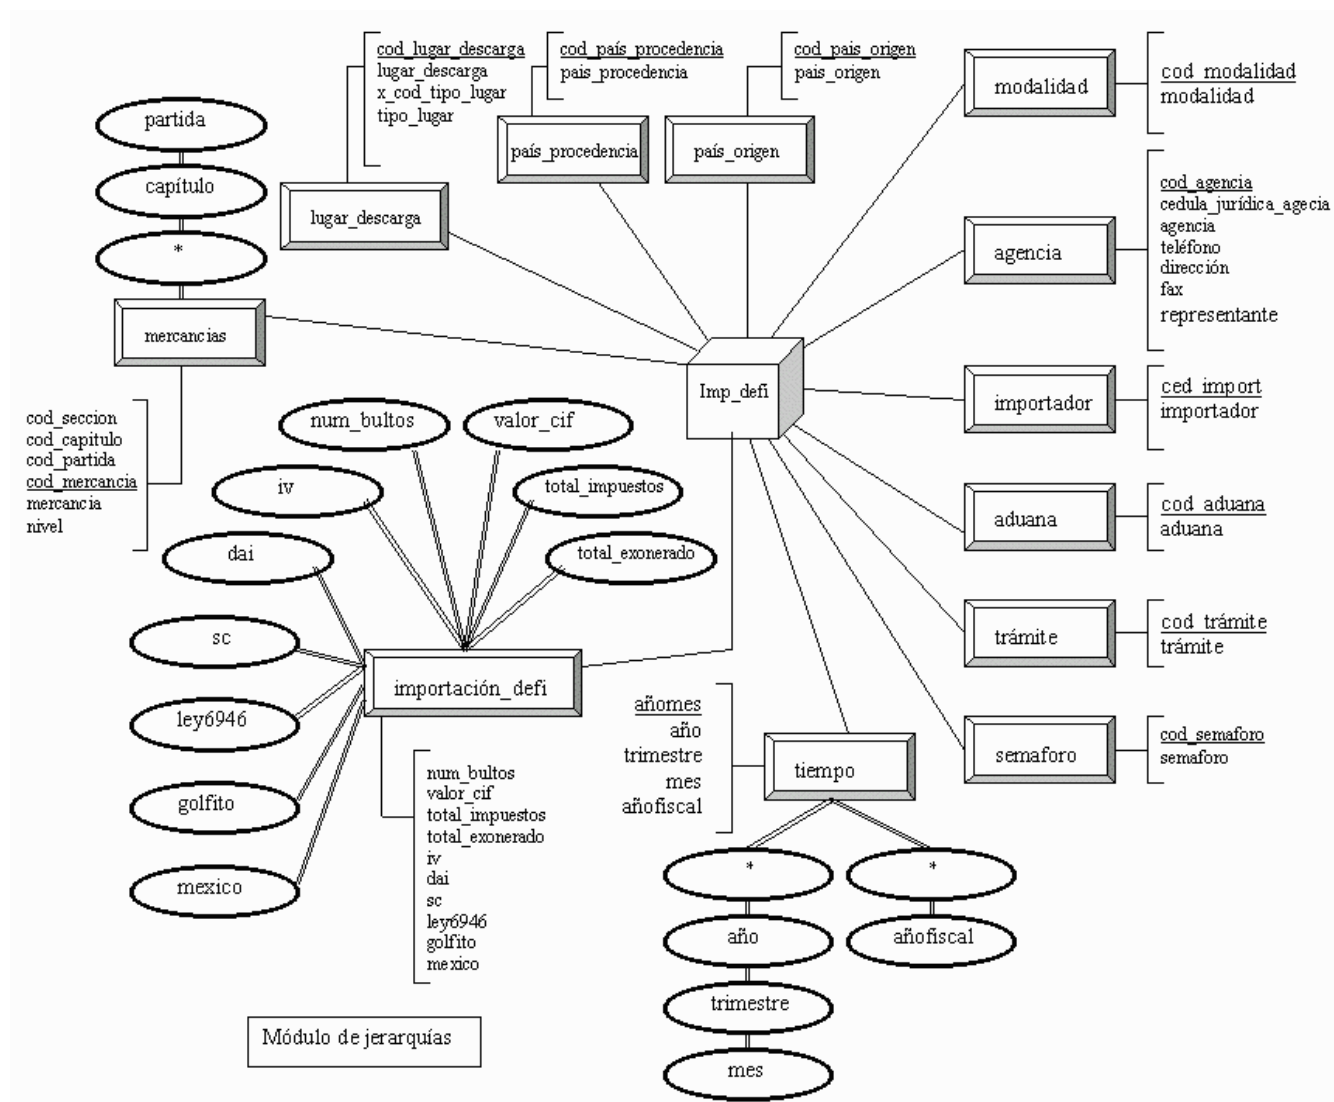 cod_lugar_descarga
lugar_descarga
x_cod_tipo_lugar
tipo_lugar
cod_país_procedencia
pais_procedencia
cod_pais_origen
pais_origen
modalidad
cod_modalidad
modalidad
partida
capítulo
*
mercancias
lugar_descarga
país_procedencia
país_origen
agencia
cod_agencia
cedula_jurídica_agecia
agencia
teléfono
dirección
fax
representante
Imp_defi
importador
ced_import
importador
cod_seccion
cod_capitulo
cod_partida
cod_mercancia
mercancia
nivel
num_bultos
valor_cif
iv
total_impuestos
dai
total_exonerado
sc
ley6946
golfito
mexico
importación_defi
num_bultos
valor_cif
total_impuestos
total_exonerado
iv
dai
sc
ley6946
golfito
mexico
aduana
cod_aduana
aduana
trámite
cod_trámite
trámite
semaforo
cod_semaforo
semaforo
añomes
año
trimestre
mes
añofiscal
tiempo
*
*
año
añofiscal
trimestre
mes
Módulo de jerarquías